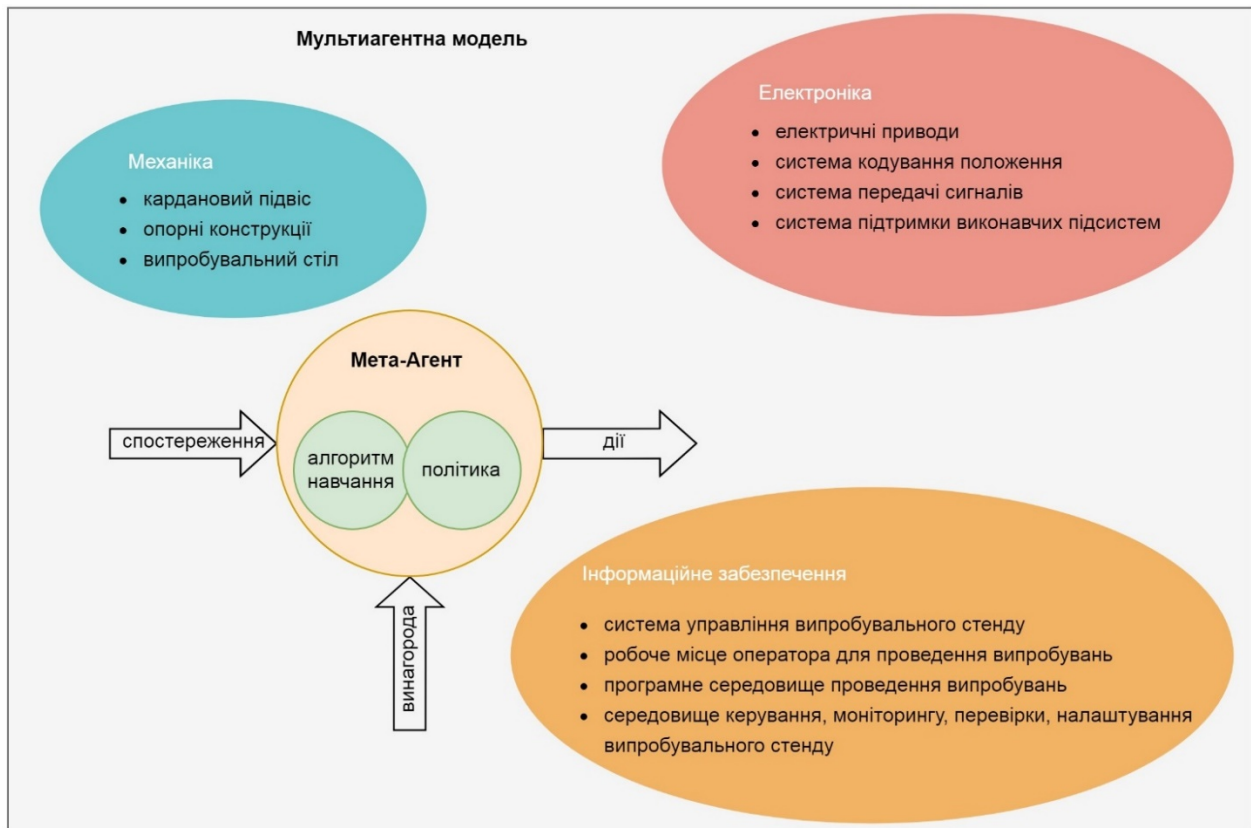 Мультиагентна модель
Механіка
• кардановий підвіс
• опорні конструкції
• випробувальний стіл
Електроніка
• електричні приводи
• система кодування положення
• система передачі сигналів
• система підтримки виконавчих підсистем
Мета-Агент
спостереження
алгоритм
навчання
політика
дії
винагорода
Інформаційне забезпечення
• система управління випробувального стенду
• робоче місце оператора для проведення випробувань
• програмне середовище проведення випробувань
• середовище керування, моніторингу, перевірки, налаштування
випробувального стенду